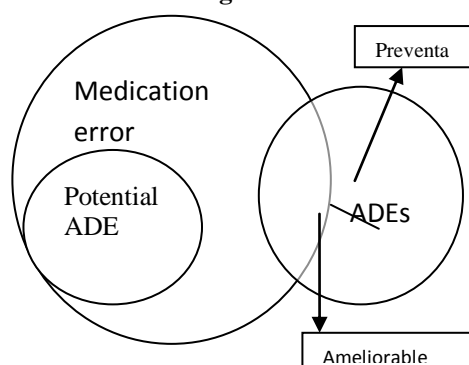 Preventa
Medication
error
Potential
ADE
ADEs
Ameliorable